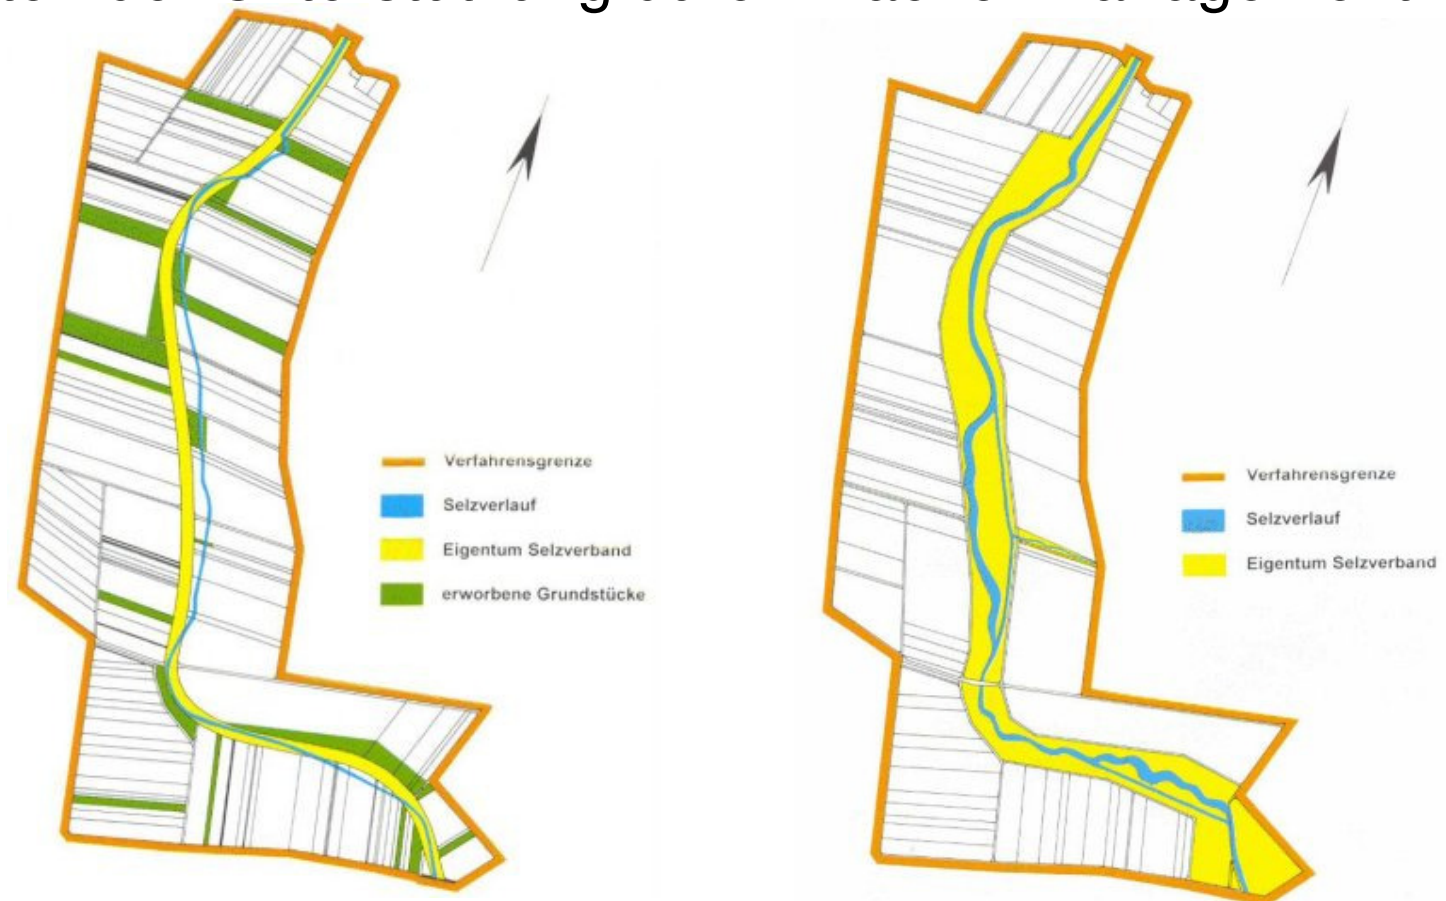 Verfahrensgrenze
Selzverlauf
Eigentum Selzverband
erworbene Grundstücke
Verfahrensgrenze
Selzverlauf
Eigentum Selzverband